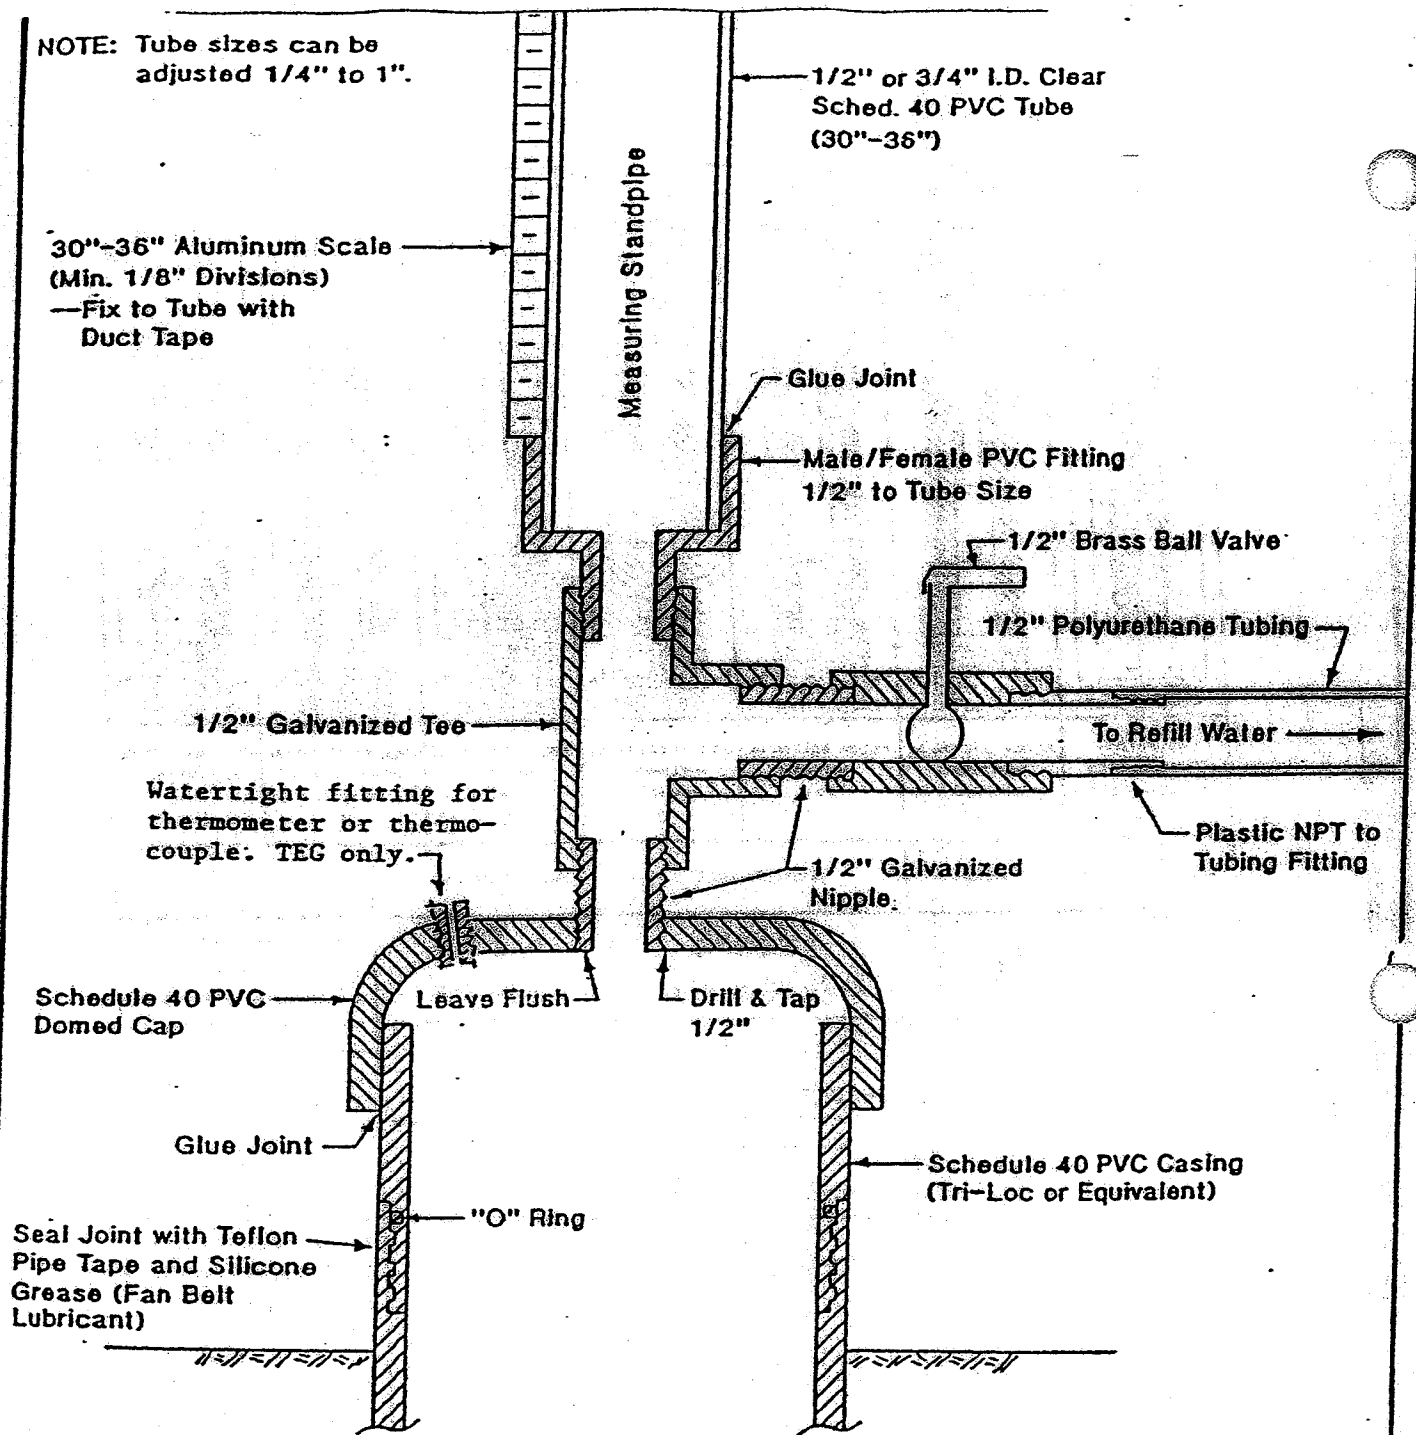 NOTE: Tube sizes can be
adjusted 1/4" to 1".
1/2" or 3/4" I.D. Clear
Sched. 40 PVC Tube
(30"-36")
Measuring Standpipe
30"-36" Aluminum Scale
(Min. 1/8" Divisions)
—Fix to Tube with
Duct Tape
Glue Joint
Male/Female PVC Fitting
1/2" to Tube Size
1/2" Brass Ball Valve
1/2" Polyurethane Tubing
1/2" Galvanized Tee
To Refill Water
Watertight fitting for
thermometer or thermo-
couple. TEG only.
Plastic NPT to
Tubing Fitting
1/2" Galvanized
Nipple
Schedule 40 PVC
Domed Cap
Leave Flush
Drill & Tap
1/2"
Glue Joint
Schedule 40 PVC Casing
(Tri-Loc or Equivalent)
"O" Ring
Seal Joint with Teflon
Pipe Tape and Silicone
Grease (Fan Belt
Lubricant)